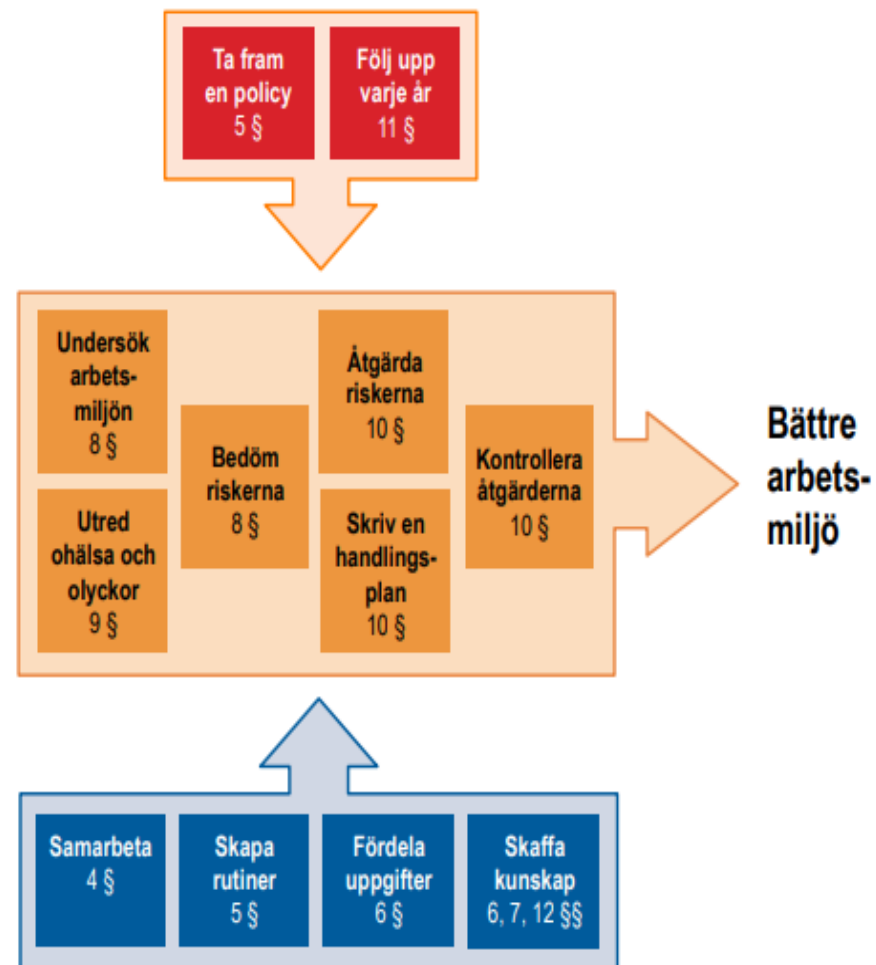 Ta fram
en policy
5 §
Följ upp
varje år
11 §
Undersök
arbets-
miljön
8 §
Utred
ohälsa och
olyckor
9 §
Bedöm
riskerna
8 §
Åtgärda
riskerna
10 §
Skriv en
handlings-
plan
10 §
Kontrollera
åtgärderna
10 §
Bättre
arbets-
miljö
Samarbeta
4 §
Skapa
rutiner
5 §
Fördela
uppgifter
6 §
Skaffa
kunskap
6, 7, 12 §§